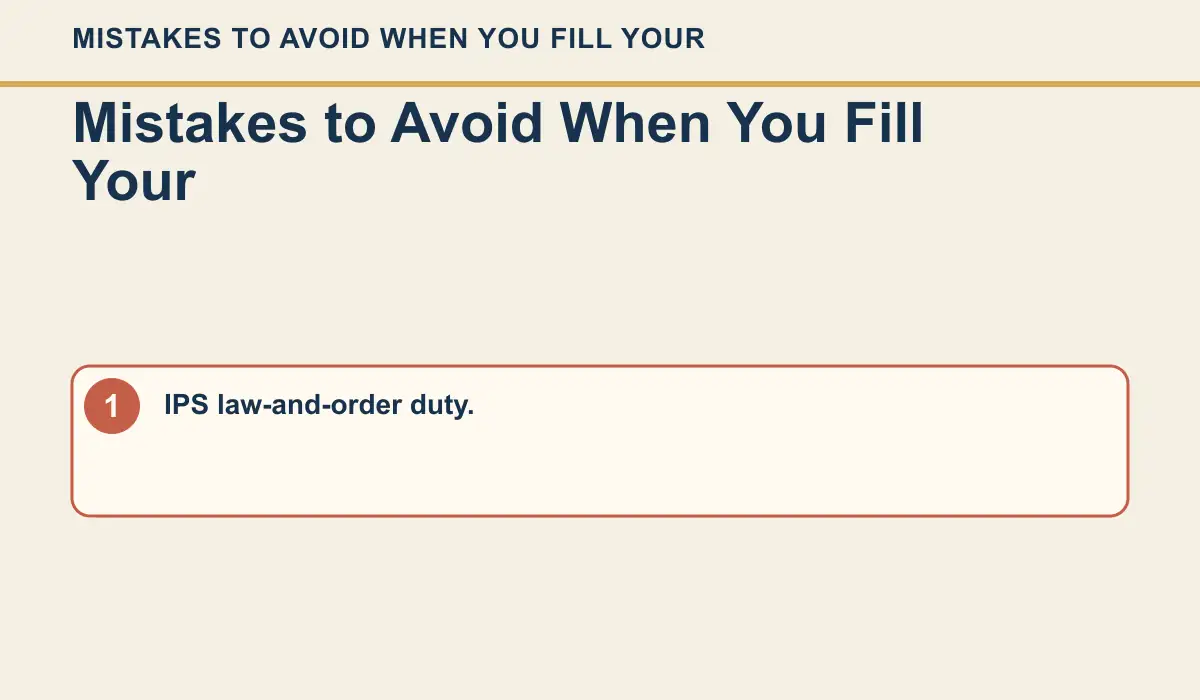 MISTAKES TO AVOID WHEN YOU FILL YOUR
Mistakes to Avoid When You Fill
Your
1
IPS law-and-order duty.